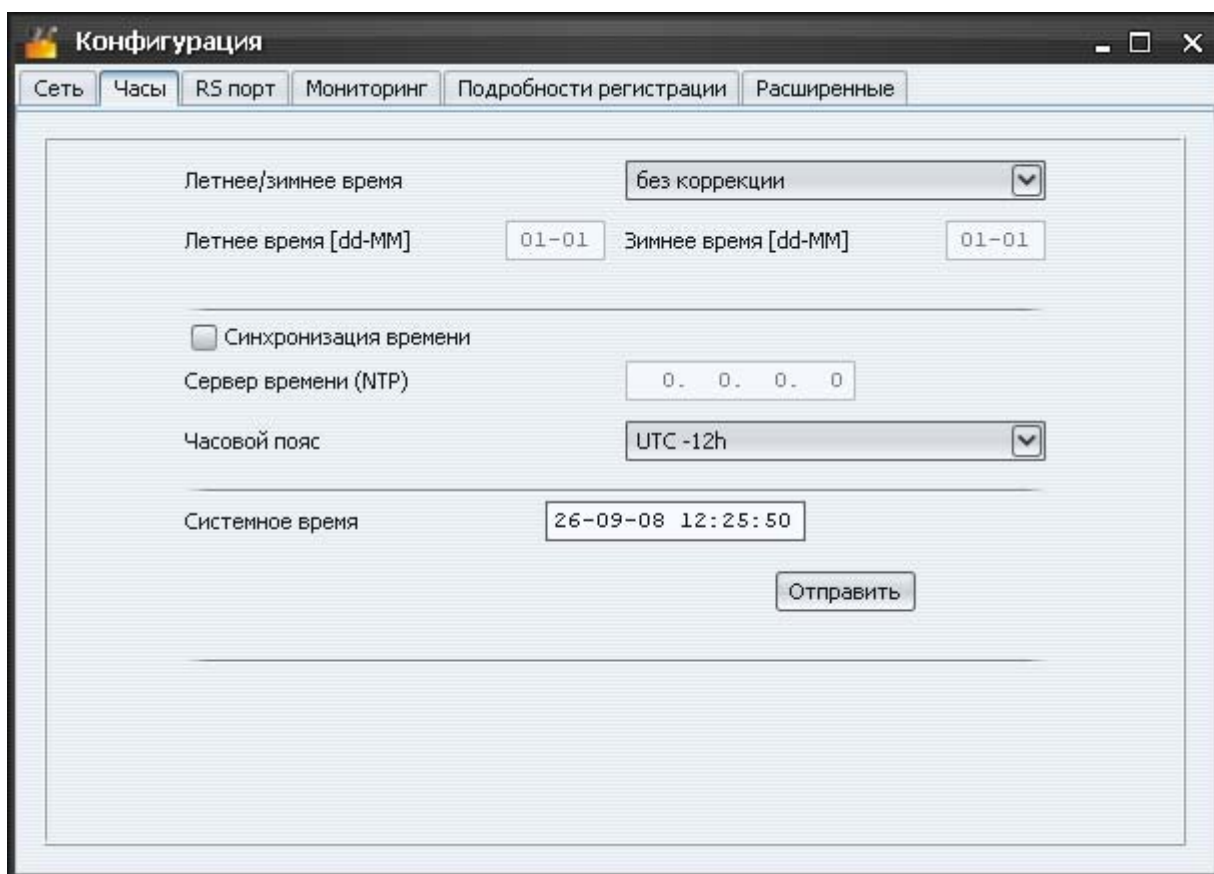 Конфигурация
Сеть Часы RS порт Мониторинг Подробности регистрации Расширенные
Летнее/зимнее время без коррекции
Летнее время [dd-MM] 01-01 Зимнее время [dd-MM] 01-01
Синхронизация времени
Сервер времени (NTP) 0. 0. 0. 0
Часовой пояс UTC -12h
Системное время 26-09-08 12:25:50
Отправить